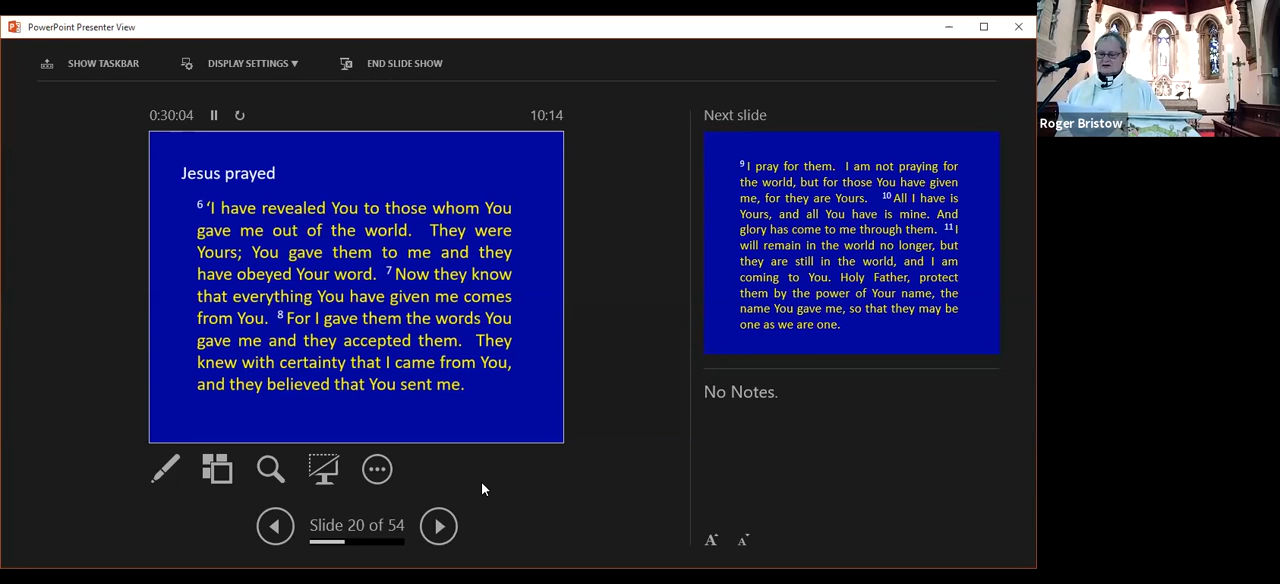 PowerPoint Presenter View
SHOW TASKBAR
DISPLAY SETTINGS ▼
END SLIDE SHOW
0:30:04
10:14
Next slide
Jesus prayed
6 ‘I have revealed You to those whom You
gave me out of the world. They were
Yours; You gave them to me and they
have obeyed Your word. 7 Now they know
that everything You have given me comes
from You. 8 For I gave them the words You
gave me and they accepted them. They
knew with certainty that I came from You,
and they believed that You sent me.
9 I pray for them. I am not praying for
the world, but for those You have given
me, for they are Yours. 10 All I have is
Yours, and all You have is mine. And
glory has come to me through them. 11 I
will remain in the world no longer, but
they are still in the world, and I am
coming to You. Holy Father, protect
them by the power of Your name, the
name You gave me, so that they may be
one as we are one.
No Notes.
Slide 20 of 54
A A
Roger Bristow